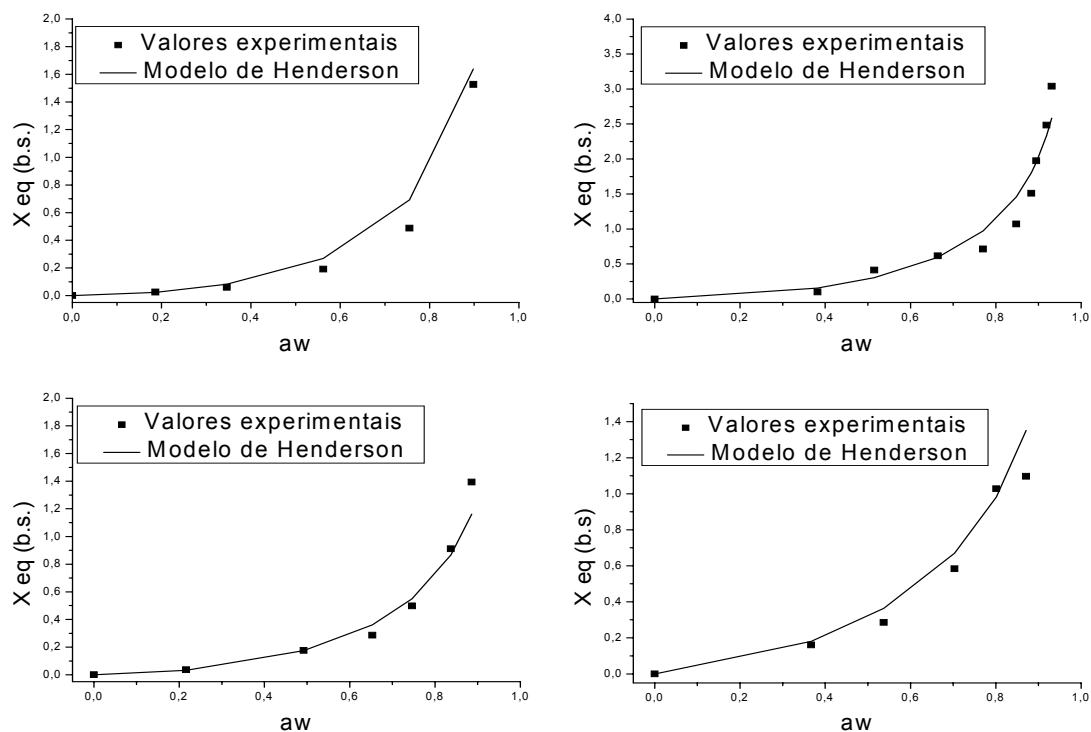 2,0
1,8
1,6
1,4
1,2
1,0
0,8
0,6
0,4
0,2
0,0
X eq (b.s.)
Valores experimentais
Modelo de Henderson
0,0 0,2 0,4 0,6 0,8 1,0
aw
4,0
3,5
3,0
2,5
2,0
1,5
1,0
0,5
0,0
X eq (b.s.)
Valores experimentais
Modelo de Henderson
0,0 0,2 0,4 0,6 0,8 1,0
aw
2,0
1,8
1,6
1,4
1,2
1,0
0,8
0,6
0,4
0,2
0,0
X eq (b.s.)
Valores experimentais
Modelo de Henderson
0,0 0,2 0,4 0,6 0,8 1,0
aw
1,4
1,2
1,0
0,8
0,6
0,4
0,2
0,0
X eq (b.s)
Valores experimentais
Modelo de Henderson
0,0 0,2 0,4 0,6 0,8 1,0
aw